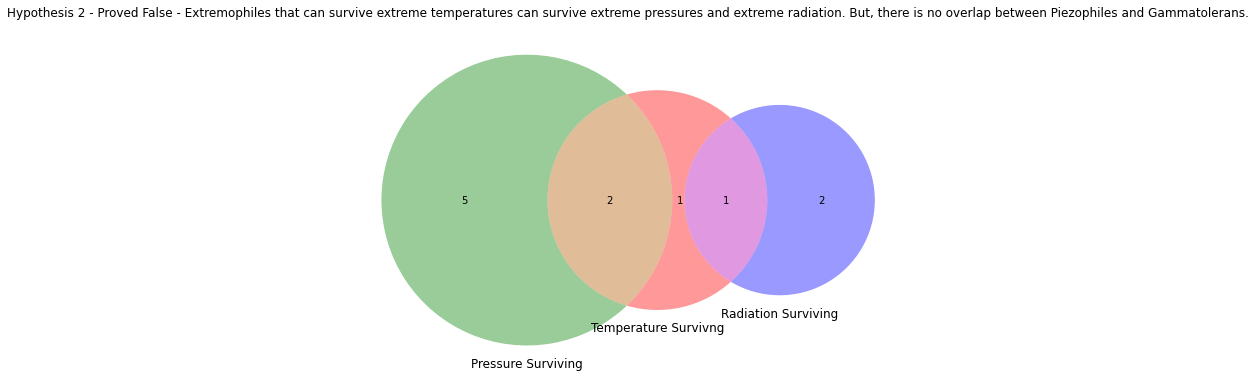 Hypothesis 2 - Proved False - Extremophiles that can survive extreme temperatures can survive extreme pressures and extreme radiation. But, there is no overlap between Piezophiles and Gammatolerans.
5
2
1
1
2
Radiation Surviving
Temperature Survivng
Pressure Surviving